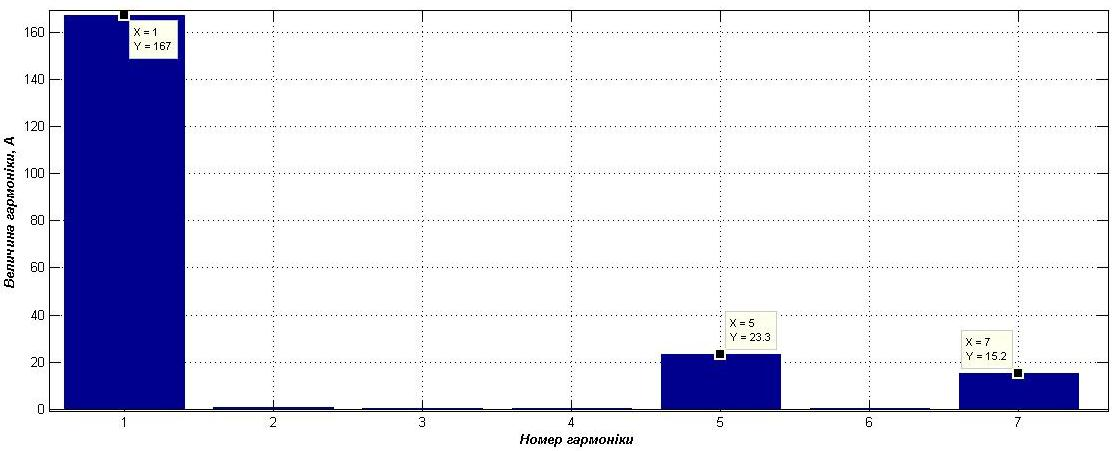 Величина гармоніки, А
160
140
120
100
80
60
40
20
0
X = 1
Y = 167
X = 5
Y = 23.3
X = 7
Y = 15.2
1 2 3 4 5 6 7
Номер гармоніки